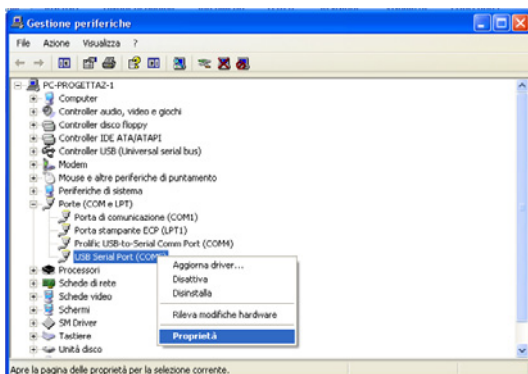 Gestione periferiche
File Azione Visualizza ?
PC-PROGETTAZ-1
Computer
Controller audio, video e giochi
Controller disco floppy
Controller IDE ATA/ATAPI
Controller USB (Universal serial bus)
Modem
Mouse e altre periferiche di puntamento
Periferiche di sistema
Porte (COM e LPT)
Porta di comunicazione (COM1)
Porta stampante ECP (LPT1)
Prolific USB-to-Serial Comm Port (COM4)
USB Serial Port
Processori
Schede di rete
Schede video
Schermi
SM Driver
Tastiere
Unità disco
Aggiorna driver...
Disattiva
Disinstalla
Rileva modifiche hardware
Proprietà
Apre la pagina delle proprietà per la selezione corrente.